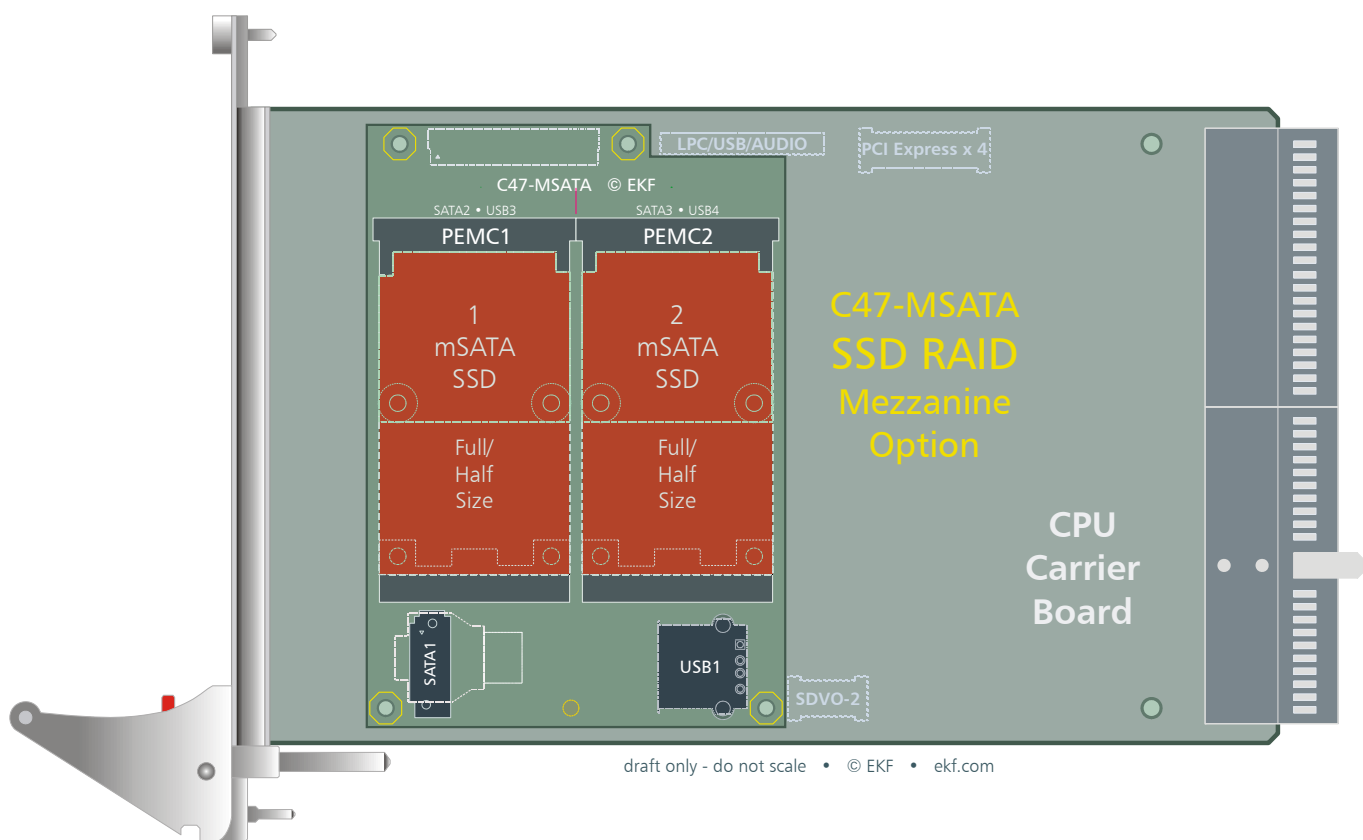 LPC/USB/AUDIO
PCI Express x 4
C47-MSATA © EKF
SATA2 • USB3
SATA3 • USB4
PEMC1
PEMC2
1
mSATA
SSD
2
mSATA
SSD
C47-MSATA
SSD RAID
Mezzanine
Option
Full/
Half
Size
Full/
Half
Size
CPU
Carrier
Board
SATA1
USB1
SDVO-2
draft only - do not scale • © EKF • ekf.com